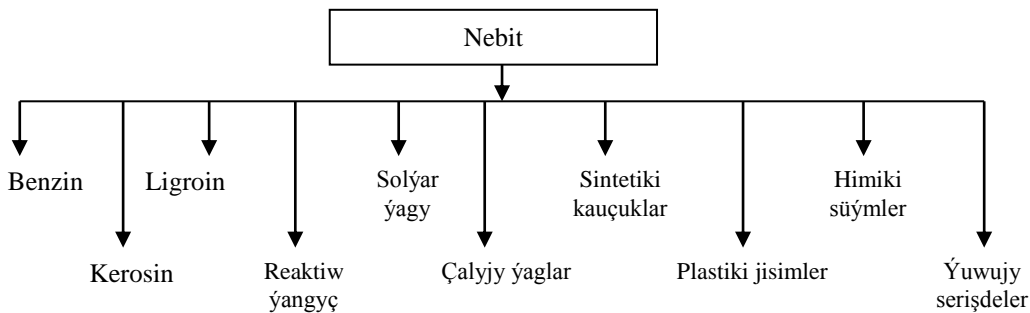 Nebit
Benzin
Ligroin
Solýar
ýagy
Sintetiki
kauçuklar
Himiki
süýmler
Kerosin
Reaktiw
ýangyç
Çalyjy ýaglar
Plastiki jisimler
Ýuwujy
serişdeler